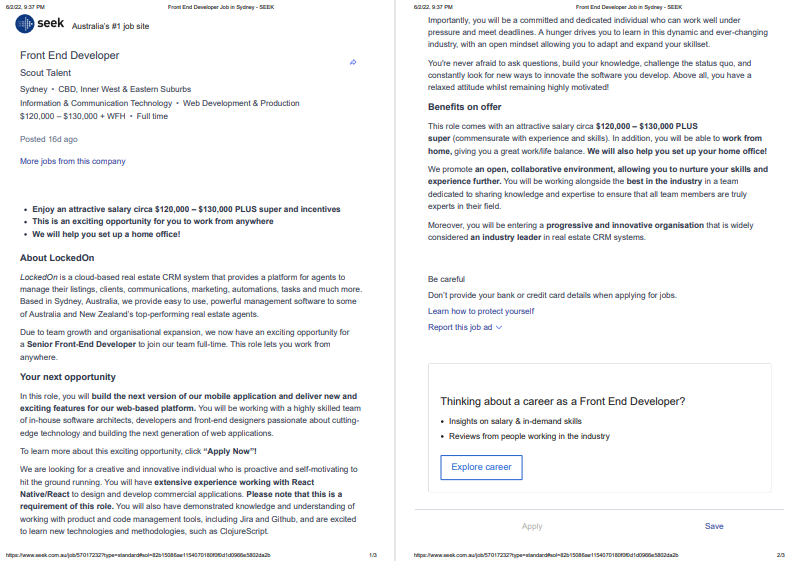 6/2/22, 9:37 PM
Front End Developer Job in Sydney - SEEK
seek Australia's #1 job site
Front End Developer
Scout Talent
Sydney • CBD, Inner West & Eastern Suburbs
Information & Communication Technology • Web Development & Production
$120,000 – $130,000 + WFH • Full time
Posted 16d ago
More jobs from this company
• Enjoy an attractive salary circa $120,000 – $130,000 PLUS super and incentives
• This is an exciting opportunity for you to work from anywhere
• We will help you set up a home office!
About LockedOn
LockedOn is a cloud-based real estate CRM system that provides a platform for agents to
manage their listings, clients, communications, marketing, automations, tasks and much more.
Based in Sydney, Australia, we provide easy to use, powerful management software to some
of Australia and New Zealand's top-performing real estate agents.
Due to team growth and organisational expansion, we now have an exciting opportunity for
a Senior Front-End Developer to join our team full-time. This role lets you work from
anywhere.
Your next opportunity
In this role, you will build the next version of our mobile application and deliver new and
exciting features for our web-based platform. You will be working with a highly skilled team
of in-house software architects, developers and front-end designers passionate about cutting-
edge technology and building the next generation of web applications.
To learn more about this exciting opportunity, click "Apply Now"!
We are looking for a creative and innovative individual who is proactive and self-motivating to
hit the ground running. You will have extensive experience working with React
Native/React to design and develop commercial applications. Please note that this is a
requirement of this role. You will also have demonstrated knowledge and understanding of
working with product and code management tools, including Jira and Github, and are excited
to learn new technologies and methodologies, such as ClojureScript.
https://www.seek.com.au/job/57017232?type=standard#sol=82b15086ae1154070180f0f0d1d0966e5802da2b
1/3
6/2/22, 9:37 PM
Front End Developer Job in Sydney - SEEK
Importantly, you will be a committed and dedicated individual who can work well under
pressure and meet deadlines. A hunger drives you to learn in this dynamic and ever-changing
industry, with an open mindset allowing you to adapt and expand your skillset.
You're never afraid to ask questions, build your knowledge, challenge the status quo, and
constantly look for new ways to innovate the software you develop. Above all, you have a
relaxed attitude whilst remaining highly motivated!
Benefits on offer
This role comes with an attractive salary circa $120,000 – $130,000 PLUS
super (commensurate with experience and skills). In addition, you will be able to work from
home, giving you a great work/life balance. We will also help you set up your home office!
We promote an open, collaborative environment, allowing you to nurture your skills and
experience further. You will be working alongside the best in the industry in a team
dedicated to sharing knowledge and expertise to ensure that all team members are truly
experts in their field.
Moreover, you will be entering a progressive and innovative organisation that is widely
considered an industry leader in real estate CRM systems.
Be careful
Don't provide your bank or credit card details when applying for jobs.
Learn how to protect yourself
Report this job ad
Thinking about a career as a Front End Developer?
• Insights on salary & in-demand skills
• Reviews from people working in the industry
Explore career
Apply
Save
https://www.seek.com.au/job/57017232?type=standard#sol=82b15086ae1154070180f0f0d1d0966e5802da2b
2/3